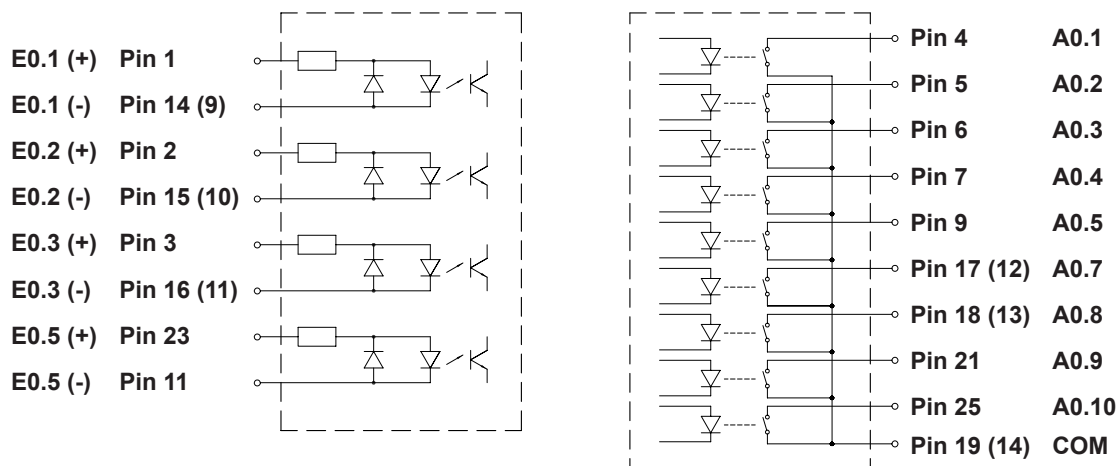 E0.1 (+) Pin 1
E0.1 (-) Pin 14 (9)
E0.2 (+) Pin 2
E0.2 (-) Pin 15 (10)
E0.3 (+) Pin 3
E0.3 (-) Pin 16 (11)
E0.5 (+) Pin 23
E0.5 (-) Pin 11
Pin 4 A0.1
Pin 5 A0.2
Pin 6 A0.3
Pin 7 A0.4
Pin 9 A0.5
Pin 17 (12) A0.7
Pin 18 (13) A0.8
Pin 21 A0.9
Pin 25 A0.10
Pin 19 (14) COM